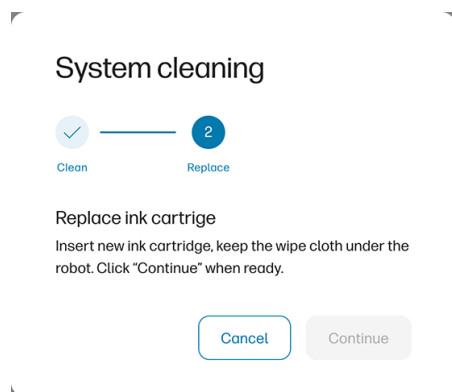 System cleaning
2
Clean
Replace
Replace ink cartrige
Insert new ink cartridge, keep the wipe cloth under the
robot. Click “Continue” when ready.
Cancel
Continue